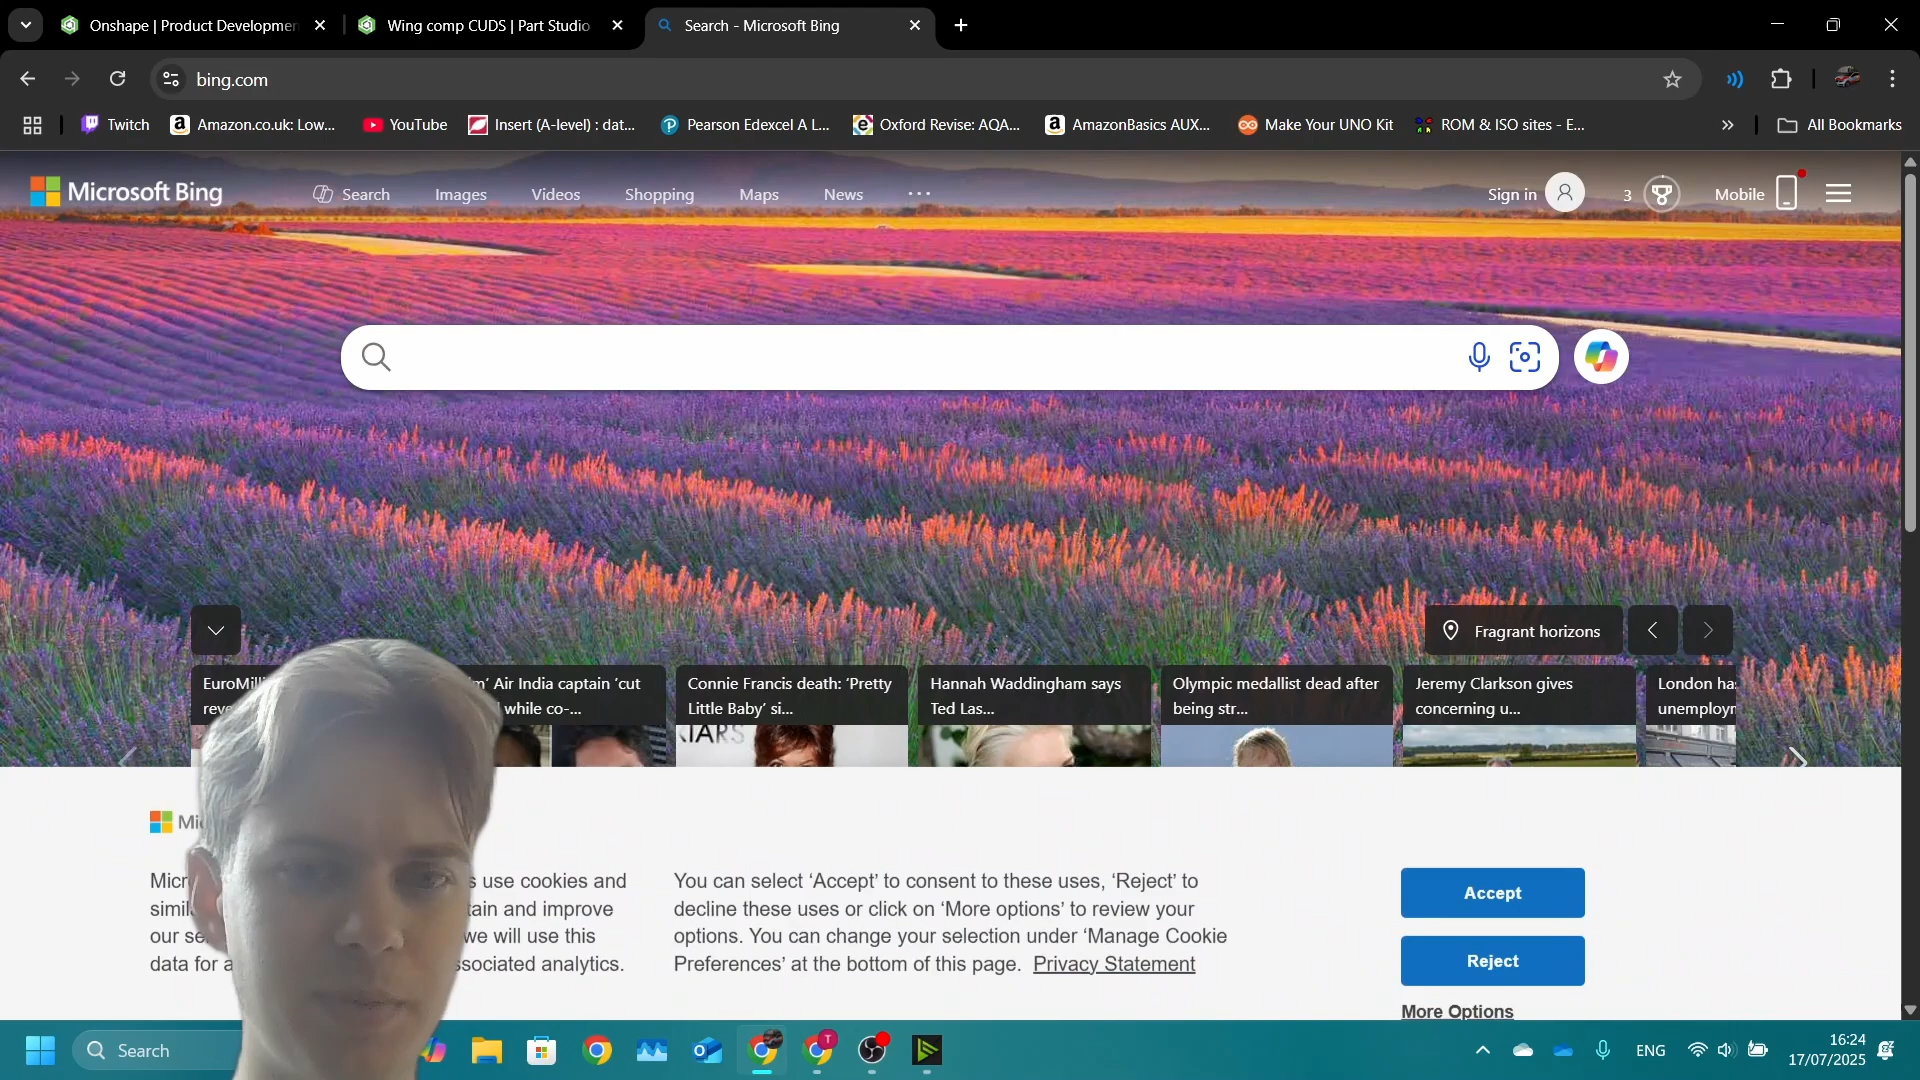 Onshape | Product Developmen
Wing comp CUDS | Part Studio
Search - Microsoft Bing
bing.com
Twitch
Amazon.co.uk: Low...
YouTube
Insert (A-level) : dat...
Pearson Edexcel A L...
Oxford Revise: AQA...
AmazonBasics AUX...
Make Your UNO Kit
ROM & ISO sites - E...
All Bookmarks
Microsoft Bing
Search
Images
Videos
Shopping
Maps
News
Sign in
3
Mobile
Fragrant horizons
Air India captain 'cut
while co-...
Connie Francis death: 'Pretty
Little Baby' si...
Hannah Waddingham says
Ted Las...
Olympic medallist dead after
being str...
Jeremy Clarkson gives
concerning u...
London
use cookies and
and improve
we will use this
analytics.
You can select 'Accept' to consent to these uses, 'Reject' to
decline these uses or click on 'More options' to review your
options. You can change your selection under 'Manage Cookie
Preferences' at the bottom of this page. Privacy Statement
Accept
Reject
More Options
Search
T
ENG
16:24
17/07/2025